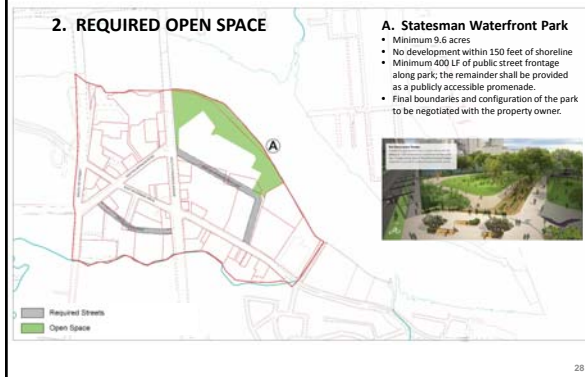 2. REQUIRED OPEN SPACE
A. Statesman Waterfront Park
• Minimum 9.6 acres
• No development within 150 feet of shoreline
• Minimum 400 LF of public street frontage
along park; the remainder shall be provided
as a publicly accessible promenade.
• Final boundaries and configuration of the park
to be negotiated with the property owner.
A
Required Streets
Open Space
28